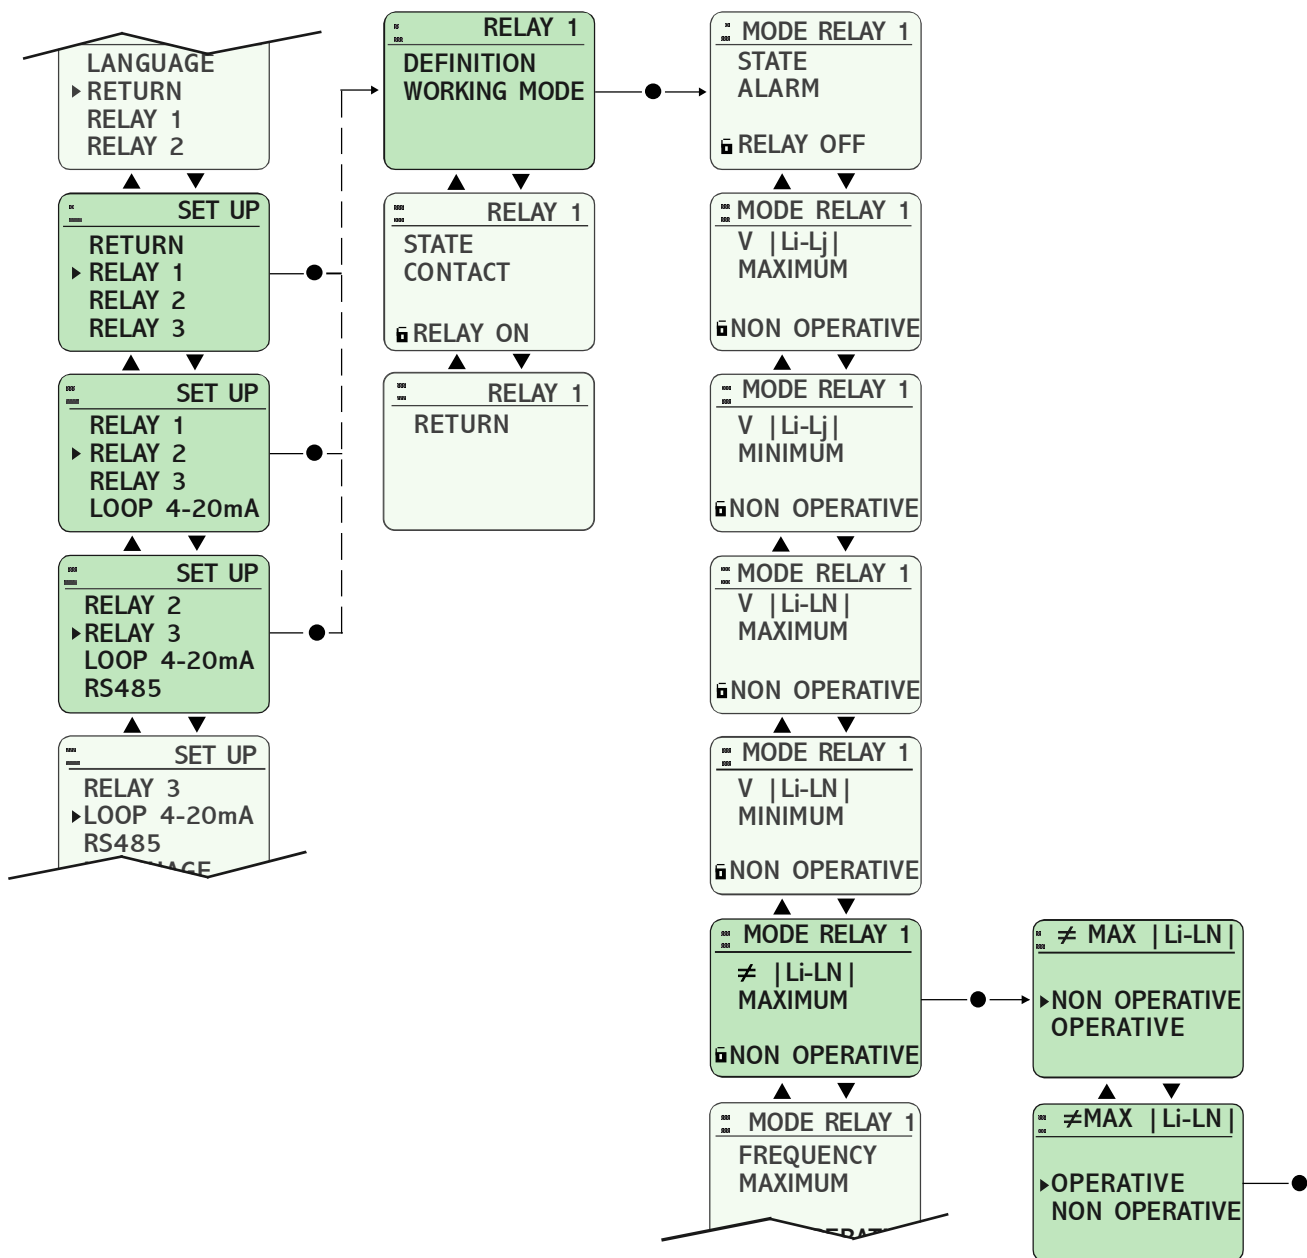 LANGUAGE
RETURN
RELAY 1
RELAY 2
SET UP
RETURN
RELAY 1
RELAY 2
RELAY 3
SET UP
RELAY 1
RELAY 2
RELAY 3
LOOP 4-20mA
SET UP
RELAY 2
RELAY 3
LOOP 4-20mA
RS485
SET UP
RELAY 3
LOOP 4-20mA
RS485
RELAY 1
DEFINITION
WORKING MODE
RELAY 1
STATE
CONTACT
RELAY ON
RELAY 1
RETURN
MODE RELAY 1
STATE
ALARM
RELAY OFF
MODE RELAY 1
V |Li-Lj|
MAXIMUM
NON OPERATIVE
MODE RELAY 1
V |Li-Lj|
MINIMUM
NON OPERATIVE
MODE RELAY 1
V |Li-LN|
MAXIMUM
NON OPERATIVE
MODE RELAY 1
V |Li-LN|
MINIMUM
NON OPERATIVE
MODE RELAY 1
≠ |Li-LN|
MAXIMUM
NON OPERATIVE
MODE RELAY 1
FREQUENCY
MAXIMUM
≠ MAX |Li-LN|
NON OPERATIVE
OPERATIVE
≠MAX |Li-LN|
OPERATIVE
NON OPERATIVE